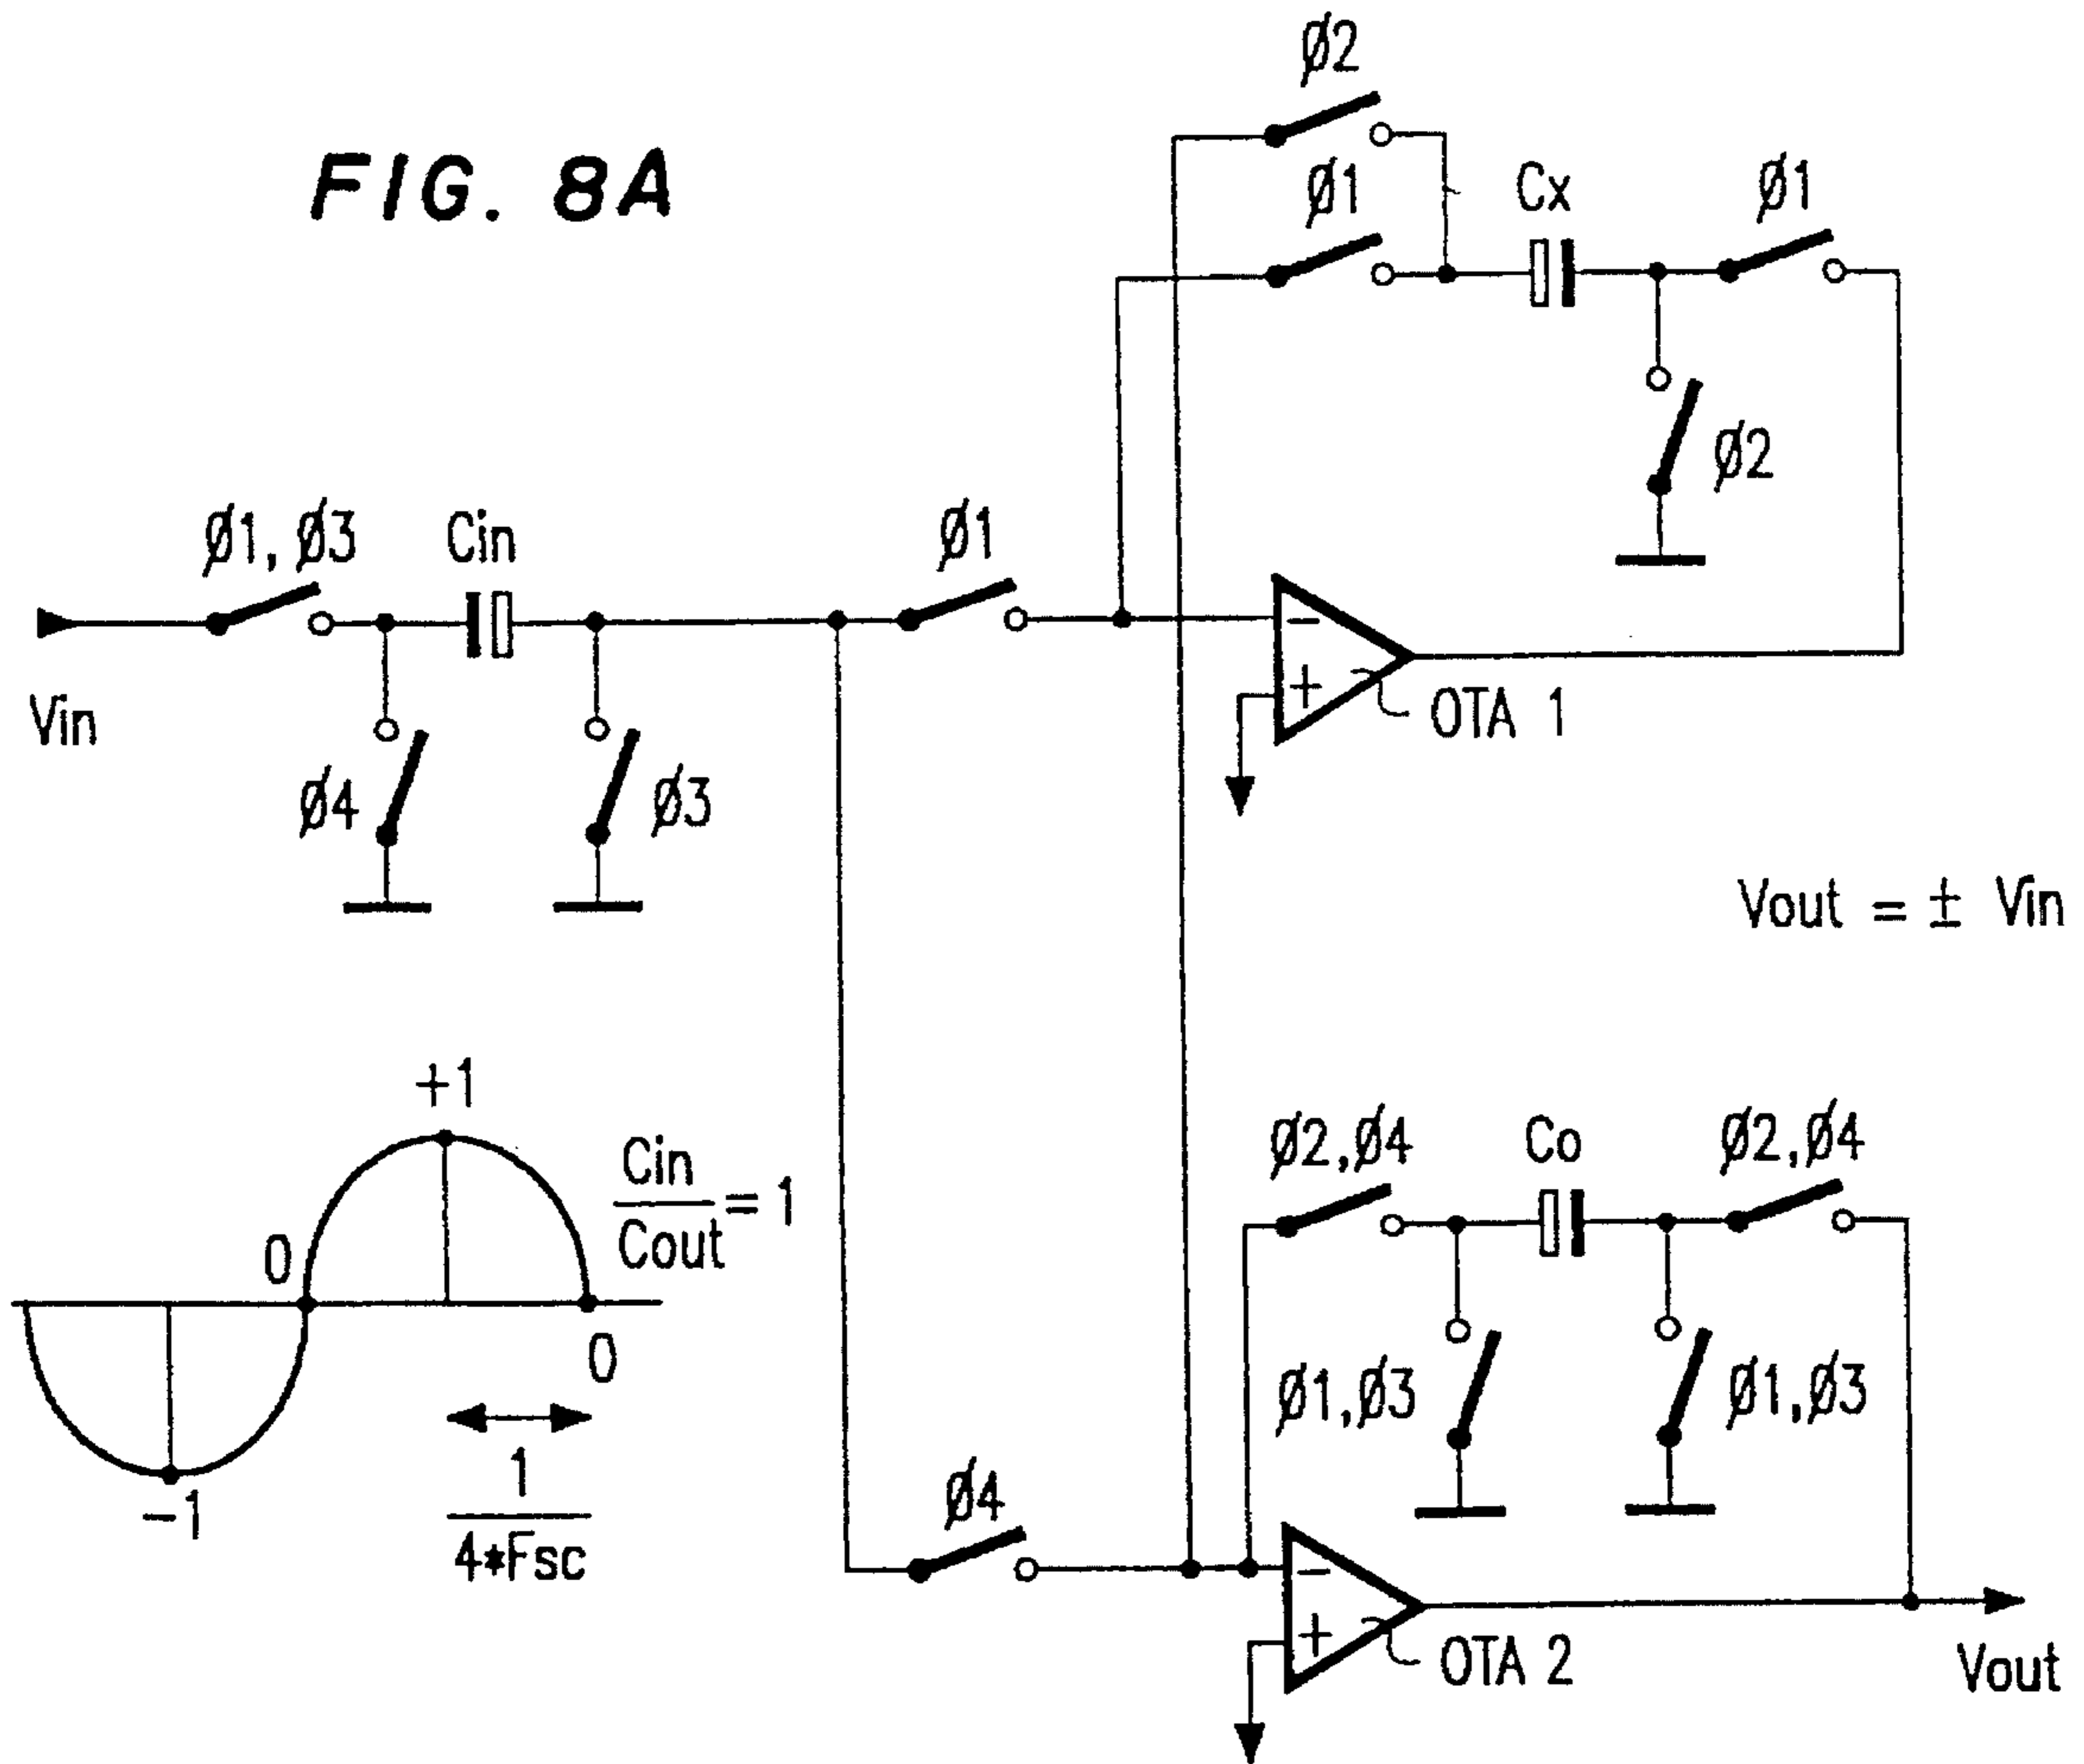 FIG. 8A
ø2
ø1
Cx
ø1
ø2
ø1, ø3
Cin
ø1
Vin
ø4
ø3
-
+
OTA 1
Vout = ± Vin
+1
Cin
Cout
= 1
0
0
-1
1
4*Fsc
ø2,ø4
Co
ø2,ø4
ø1,ø3
ø1,ø3
ø4
-
+
OTA 2
Vout